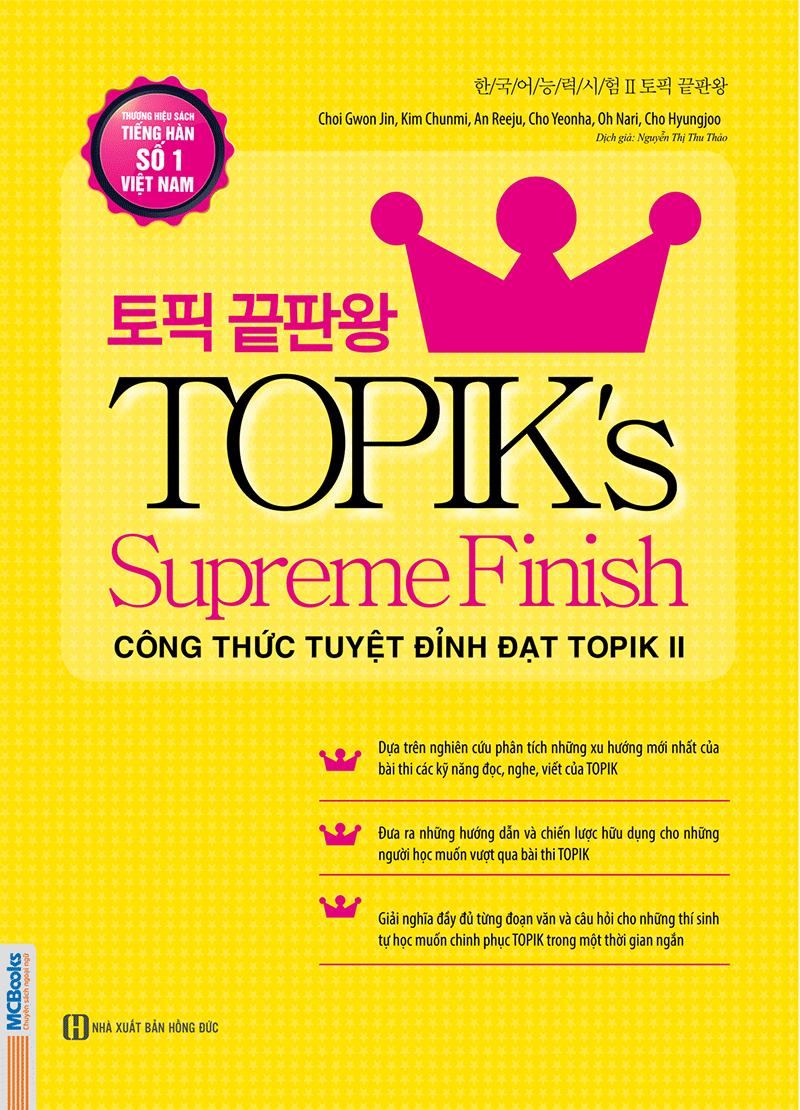 한/국/어/능/력/시/험 II 토픽 끝판왕
Choi Gwon Jin, Kim Chunmi, An Reeju, Cho Yeonha, Oh Nari, Cho Hyungjoo
Dịch giả: Nguyễn Thị Thu Thảo
THƯƠNG HIỆU SÁCH
TIẾNG HÀN
SỐ 1
VIỆT NAM
토픽 끝판왕
TOPIK's
Supreme Finish
CÔNG THỨC TUYỆT ĐỈNH ĐẠT TOPIK II
Dựa trên nghiên cứu phân tích những xu hướng mới nhất của
bài thi các kỹ năng đọc, nghe, viết của TOPIK
Đưa ra những hướng dẫn và chiến lược hữu dụng cho những
người học muốn vượt qua bài thi TOPIK
Giải nghĩa đầy đủ từng đoạn văn và câu hỏi cho những thí sinh
tự học muốn chinh phục TOPIK trong một thời gian ngắn
MCBooks
Chuyên sách ngoại ngữ
NHÀ XUẤT BẢN HỒNG ĐỨC